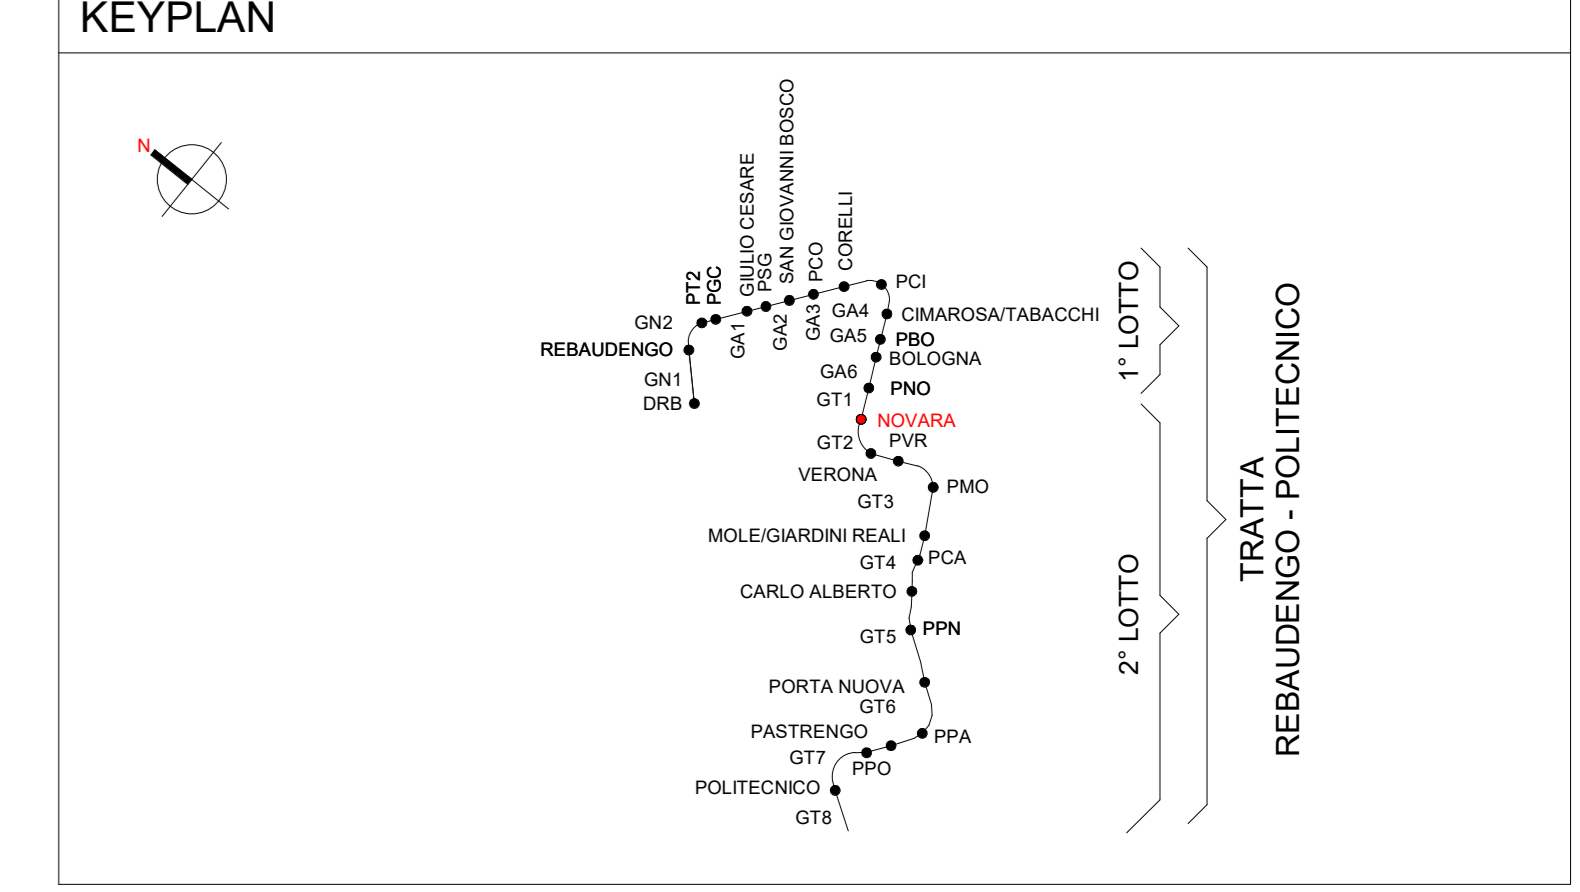 KEYPLAN
N
GIULIO CESARE
SAN GIOVANNI BOSCO
CORELLI
PT2
PGC
PSG
PCO
PCI
GN2
GA1
GA2
GA3
GA4
CIMAROSA/TABACCHI
REBAUDENGO
GA5
PBO
BOLOGNA
GN1
GA6
PNO
DRB
GT1
NOVARA
GT2
PVR
VERONA
GT3
PMO
MOLE/GIARDINI REALI
GT4
PCA
CARLO ALBERTO
GT5
PPN
PORTA NUOVA
GT6
PASTRENGO
PPA
GT7
PPO
POLITECNICO
GT8
1° LOTTO
2° LOTTO
TRATTA
REBAUDENGO - POLITECNICO